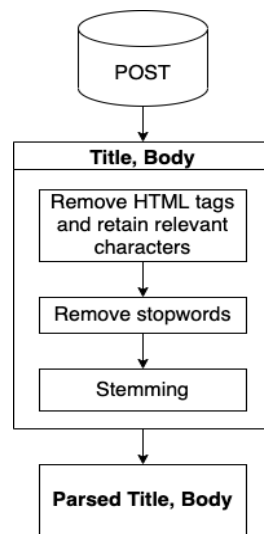 POST
Title, Body
Remove HTML tags
and retain relevant
characters
Remove stopwords
Stemming
Parsed Title, Body